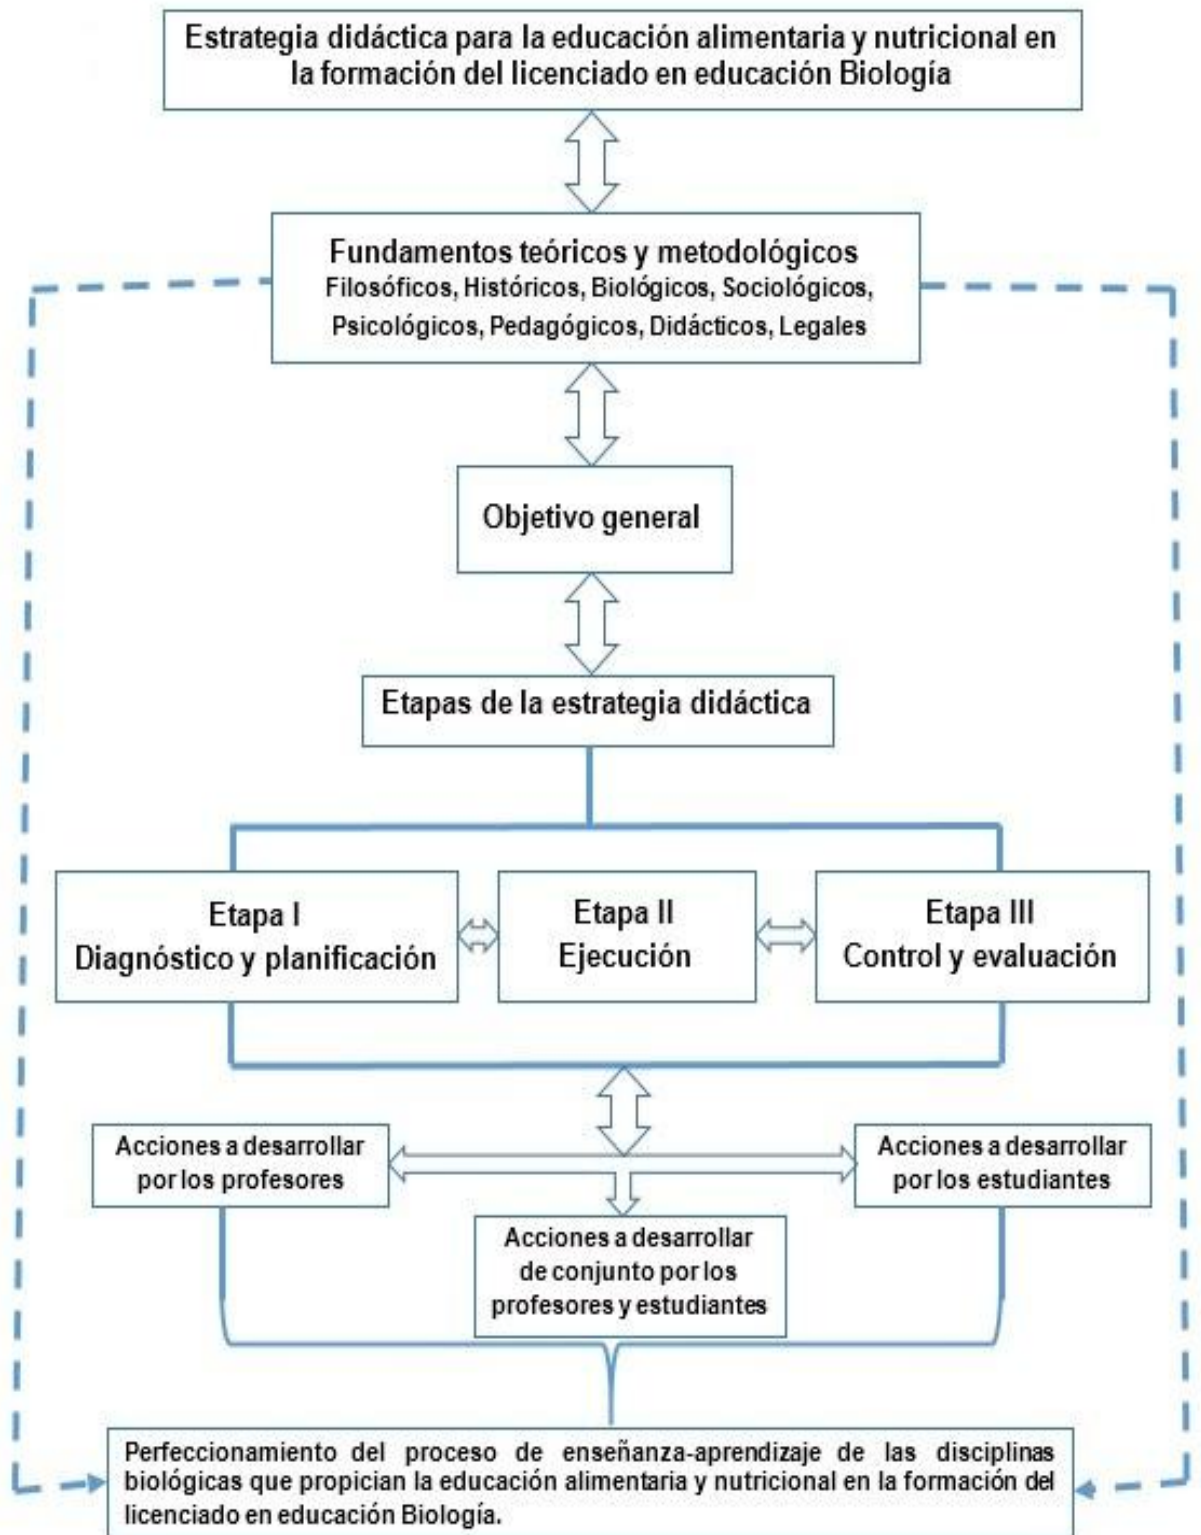 Estrategia didáctica para la educación alimentaria y nutricional en
la formación del licenciado en educación Biología
Fundamentos teóricos y metodológicos
Filosóficos, Históricos, Biológicos, Sociológicos,
Psicológicos, Pedagógicos, Didácticos, Legales
Objetivo general
Etapas de la estrategia didáctica
Etapa I
Diagnóstico y planificación
Etapa II
Ejecución
Etapa III
Control y evaluación
Acciones a desarrollar
por los profesores
Acciones a desarrollar
por los estudiantes
Acciones a desarrollar
de conjunto por los
profesores y estudiantes
Perfeccionamiento del proceso de enseñanza-aprendizaje de las disciplinas
biológicas que propician la educación alimentaria y nutricional en la formación del
licenciado en educación Biología.